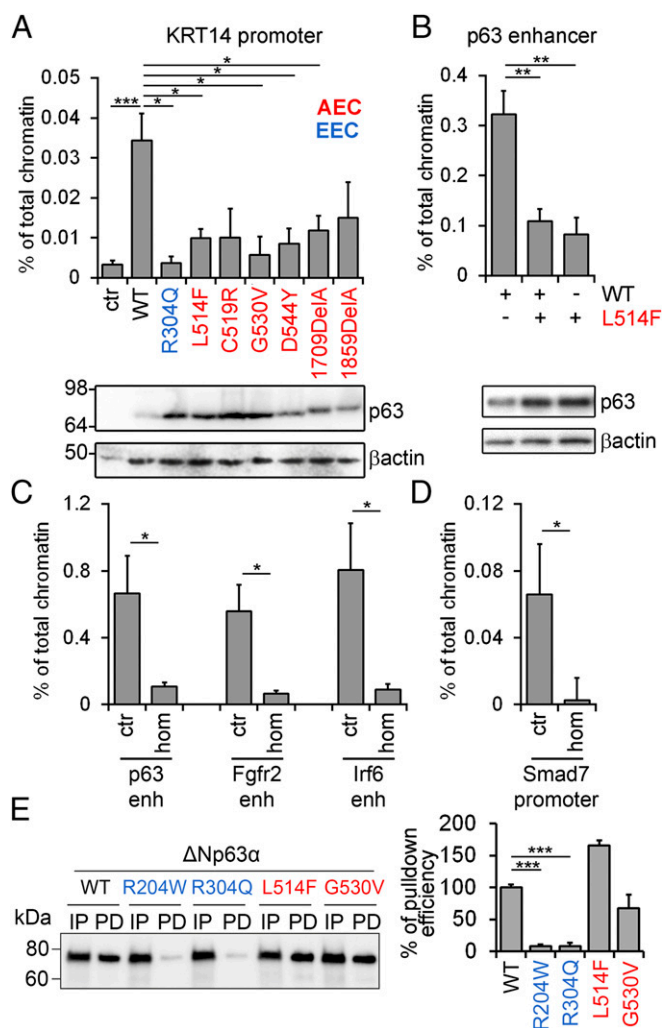 A
KRT14 promoter
% of total chromatin
0.05
0.04
0.03
0.02
0.01
0
***
*
*
*
*
*
AEC
EEC
ctr
WT
R304Q
L514F
C519R
G530V
D544Y
1709DelA
1859DelA
98
64
50
p63
βactin
B
p63 enhancer
% of total chromatin
0.4
0.3
0.2
0.1
0
**
**
+ + - WT
- + + L514F
p63
βactin
C
% of total chromatin
1.2
0.8
0.4
0
*
*
*
ctr hom ctr hom ctr hom
p63 enh
Fgfr2 enh
Irf6 enh
D
% of total chromatin
0.12
0.08
0.04
0
*
ctr hom
Smad7 promoter
E
ΔNp63α
WT R204W R304Q L514F G530V
kDa IP PD IP PD IP PD IP PD IP PD
80
60
% of pulldown efficiency
200
150
100
50
0
***
***
WT
R204W
R304Q
L514F
G530V